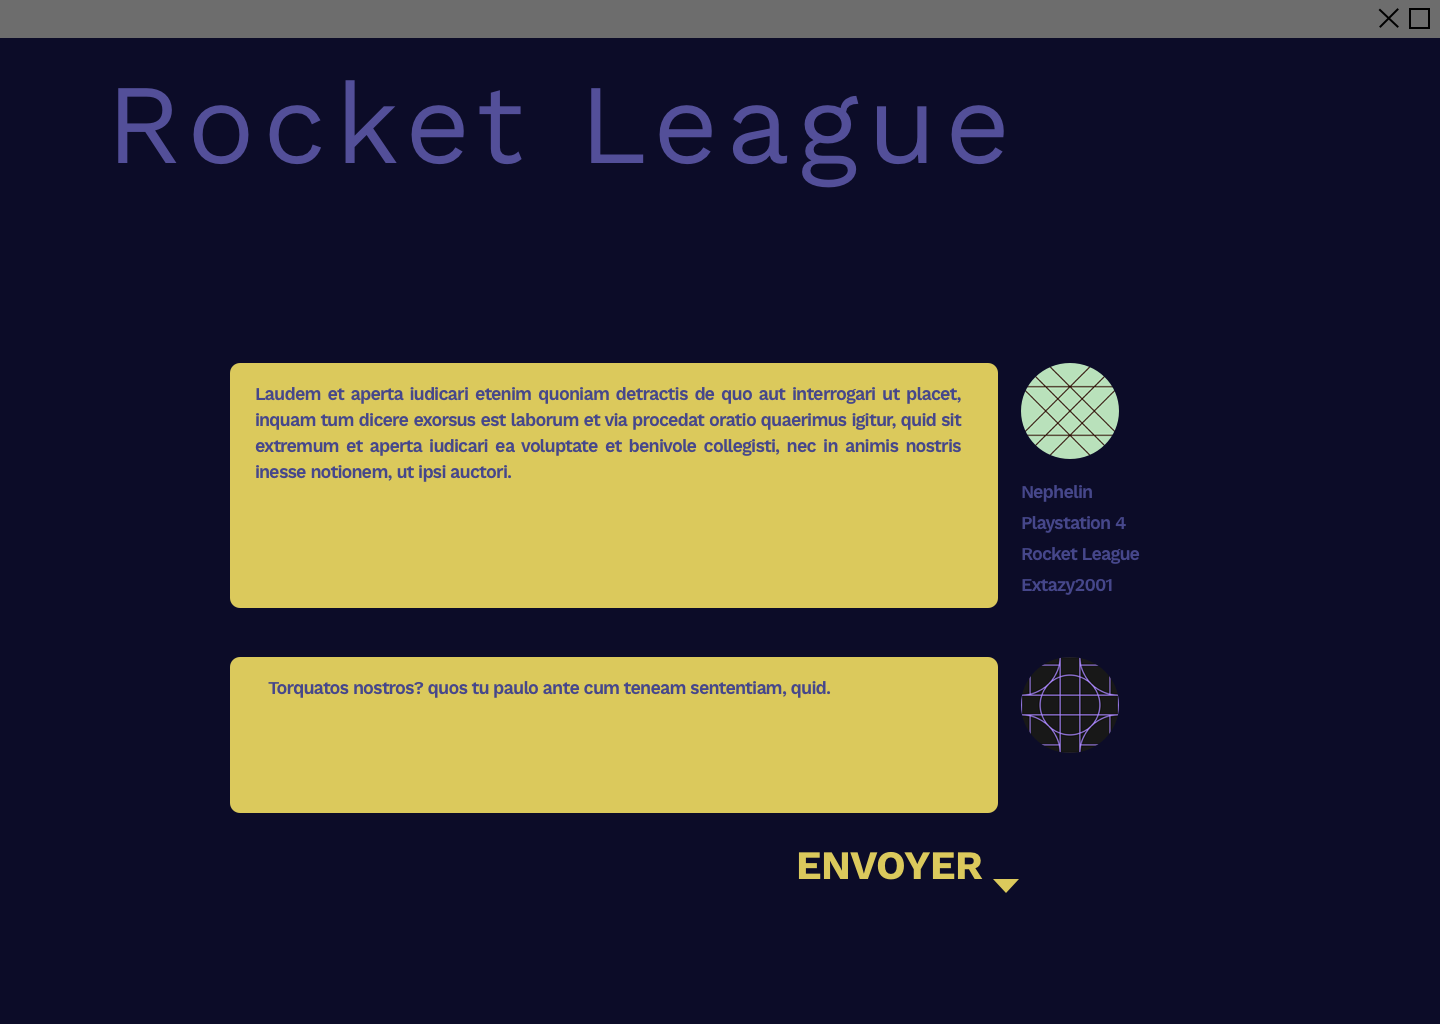 Rocket League
Laudem et aperta iudicari etenim quoniam detractis de quo aut interrogari ut placet,
inquam tum dicere exorsus est laborum et via procedat oratio quaerimus igitur, quid sit
extremum et aperta iudicari ea voluptate et benivole collegisti, nec in animis nostris
inesse notionem, ut ipsi auctori.
Nephelin
Playstation 4
Rocket League
Extazy2001
Torquatos nostros? quos tu paulo ante cum teneam sententiam, quid.
ENVOYER